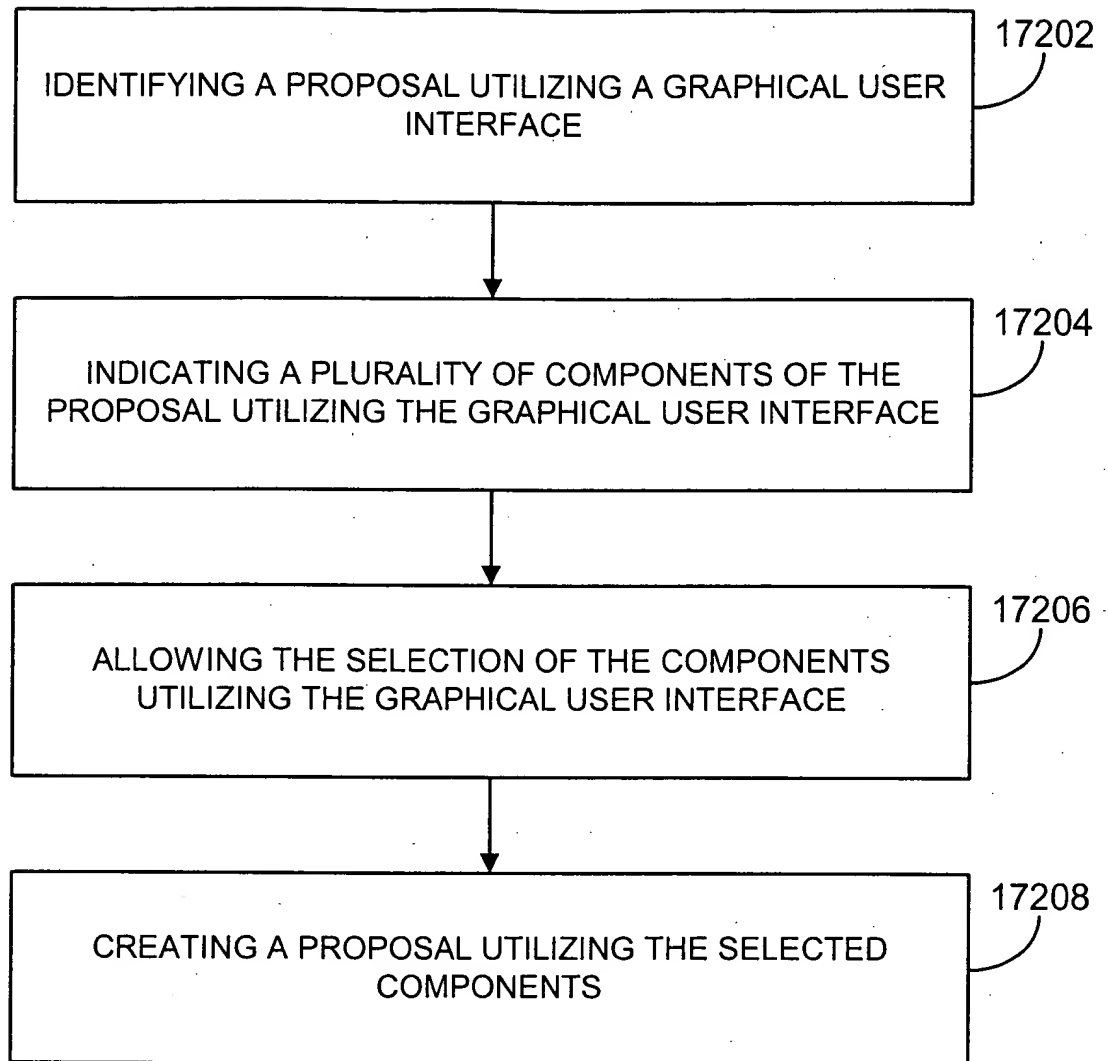 17202
IDENTIFYING A PROPOSAL UTILIZING A GRAPHICAL USER
INTERFACE
17204
INDICATING A PLURALITY OF COMPONENTS OF THE
PROPOSAL UTILIZING THE GRAPHICAL USER INTERFACE
17206
ALLOWING THE SELECTION OF THE COMPONENTS
UTILIZING THE GRAPHICAL USER INTERFACE
17208
CREATING A PROPOSAL UTILIZING THE SELECTED
COMPONENTS